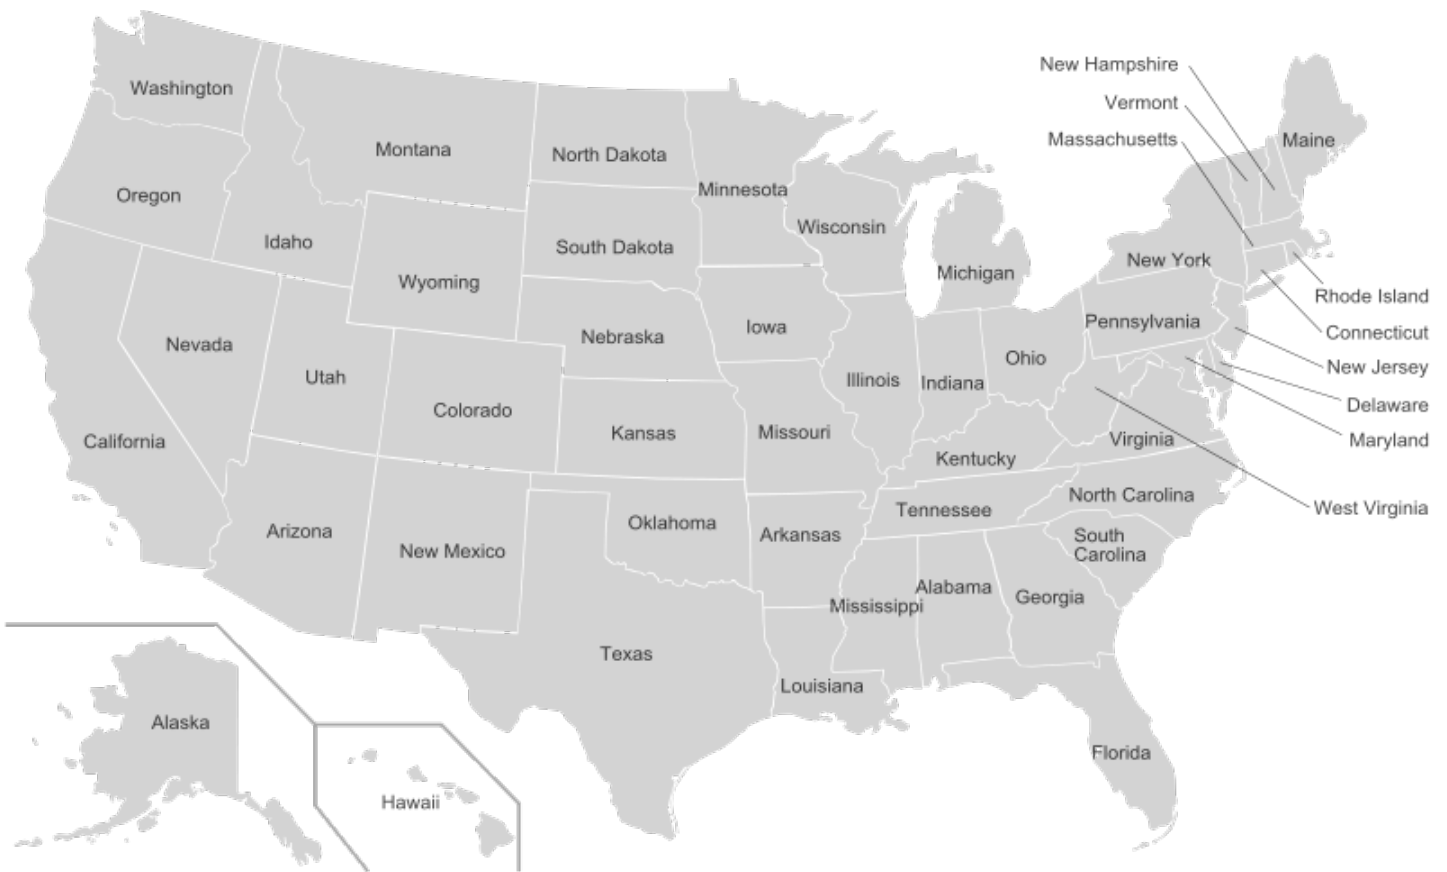 New Hampshire
Washington
Vermont
Massachusetts
Maine
Montana
North Dakota
Minnesota
Oregon
Wisconsin
Idaho
South Dakota
New York
Michigan
Wyoming
Rhode Island
Pennsylvania
Iowa
Connecticut
Nebraska
Nevada
Ohio
New Jersey
Utah
Illinois
Indiana
Delaware
Colorado
Kansas
Missouri
California
Virginia
Maryland
Kentucky
North Carolina
West Virginia
Tennessee
Oklahoma
Arizona
Arkansas
South
Carolina
New Mexico
Alabama
Georgia
Mississippi
Texas
Louisiana
Alaska
Florida
Hawaii